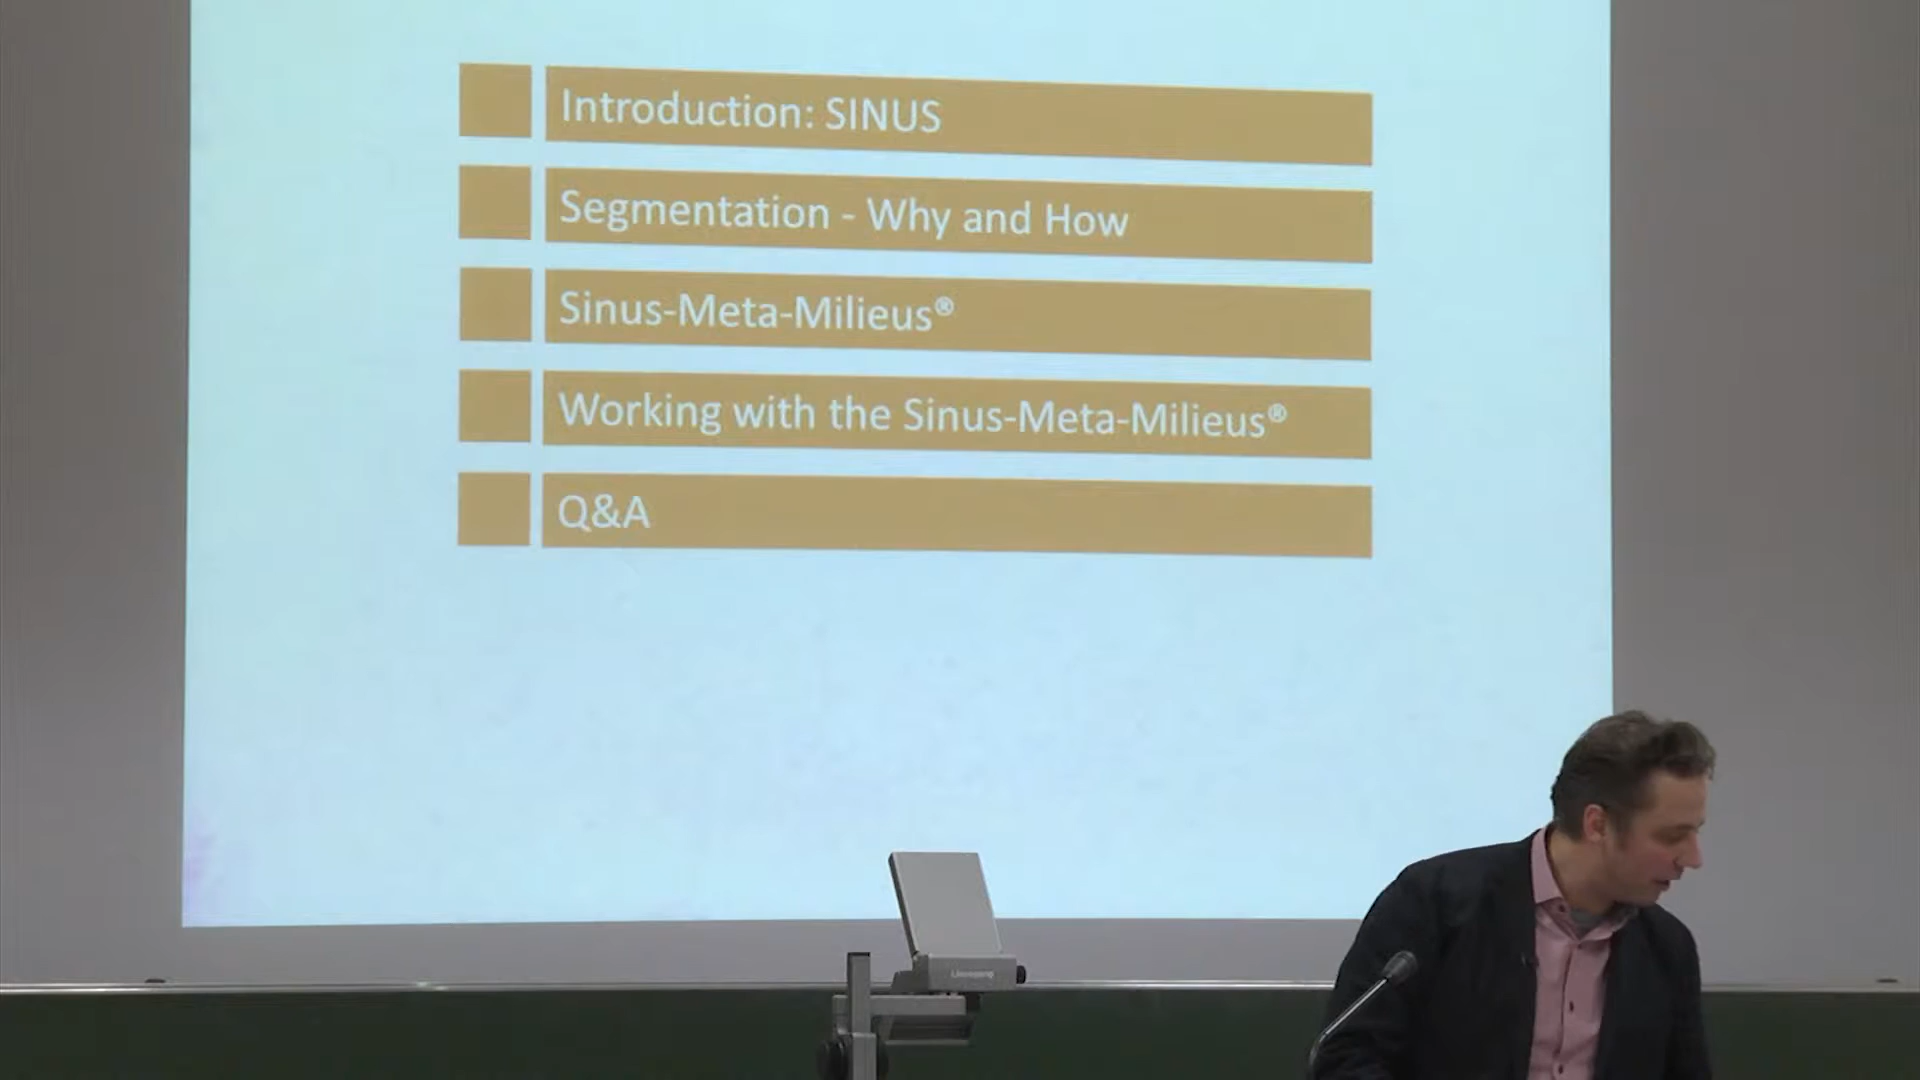 Introduction: SINUS
Segmentation - Why and How
Sinus-Meta-Milieus®
Working with the Sinus-Meta-Milieus®
Q&A